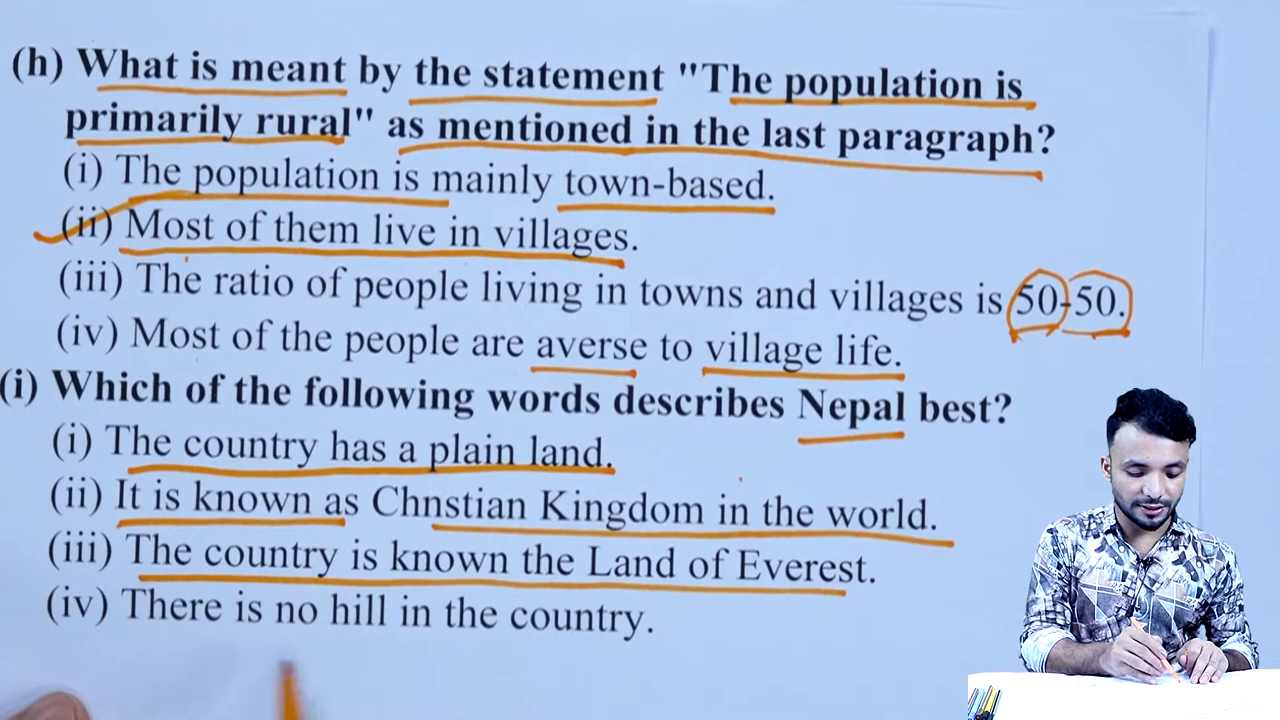 (h) What is meant by the statement "The population is
primarily rural" as mentioned in the last paragraph?
(i) The population is mainly town-based.
(ii) Most of them live in villages.
(iii) The ratio of people living in towns and villages is 50-50.
(iv) Most of the people are averse to village life.
(i) Which of the following words describes Nepal best?
(i) The country has a plain land.
(ii) It is known as Chnstian Kingdom in the world.
(iii) The country is known the Land of Everest.
(iv) There is no hill in the country.